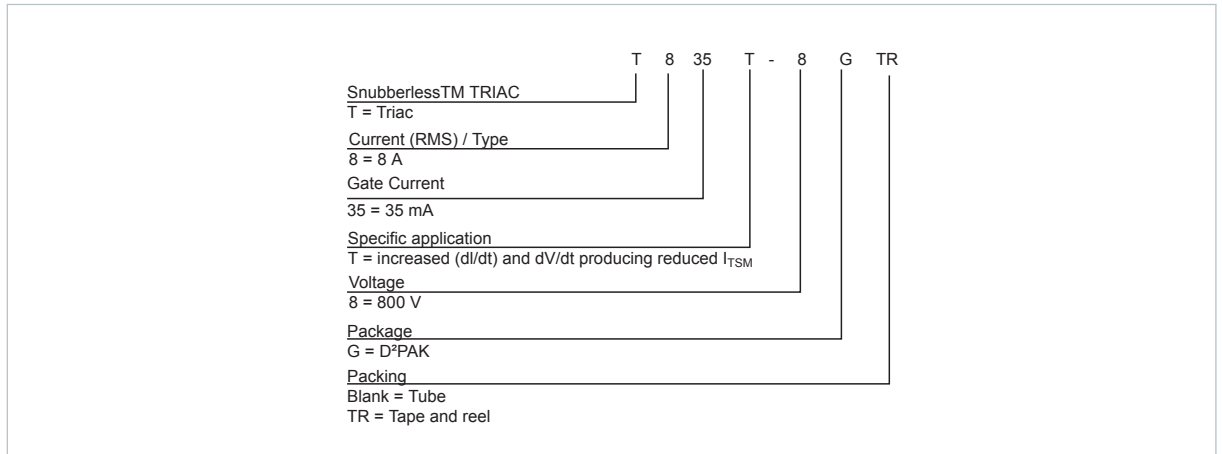 T 8 35 T - 8 G TR
SnubberlessTM TRIAC
T = Triac
Current (RMS) / Type
8 = 8 A
Gate Current
35 = 35 mA
Specific application
T = increased (dI/dt) and dV/dt producing reduced ITSM
Voltage
8 = 800 V
Package
G = D²PAK
Packing
Blank = Tube
TR = Tape and reel